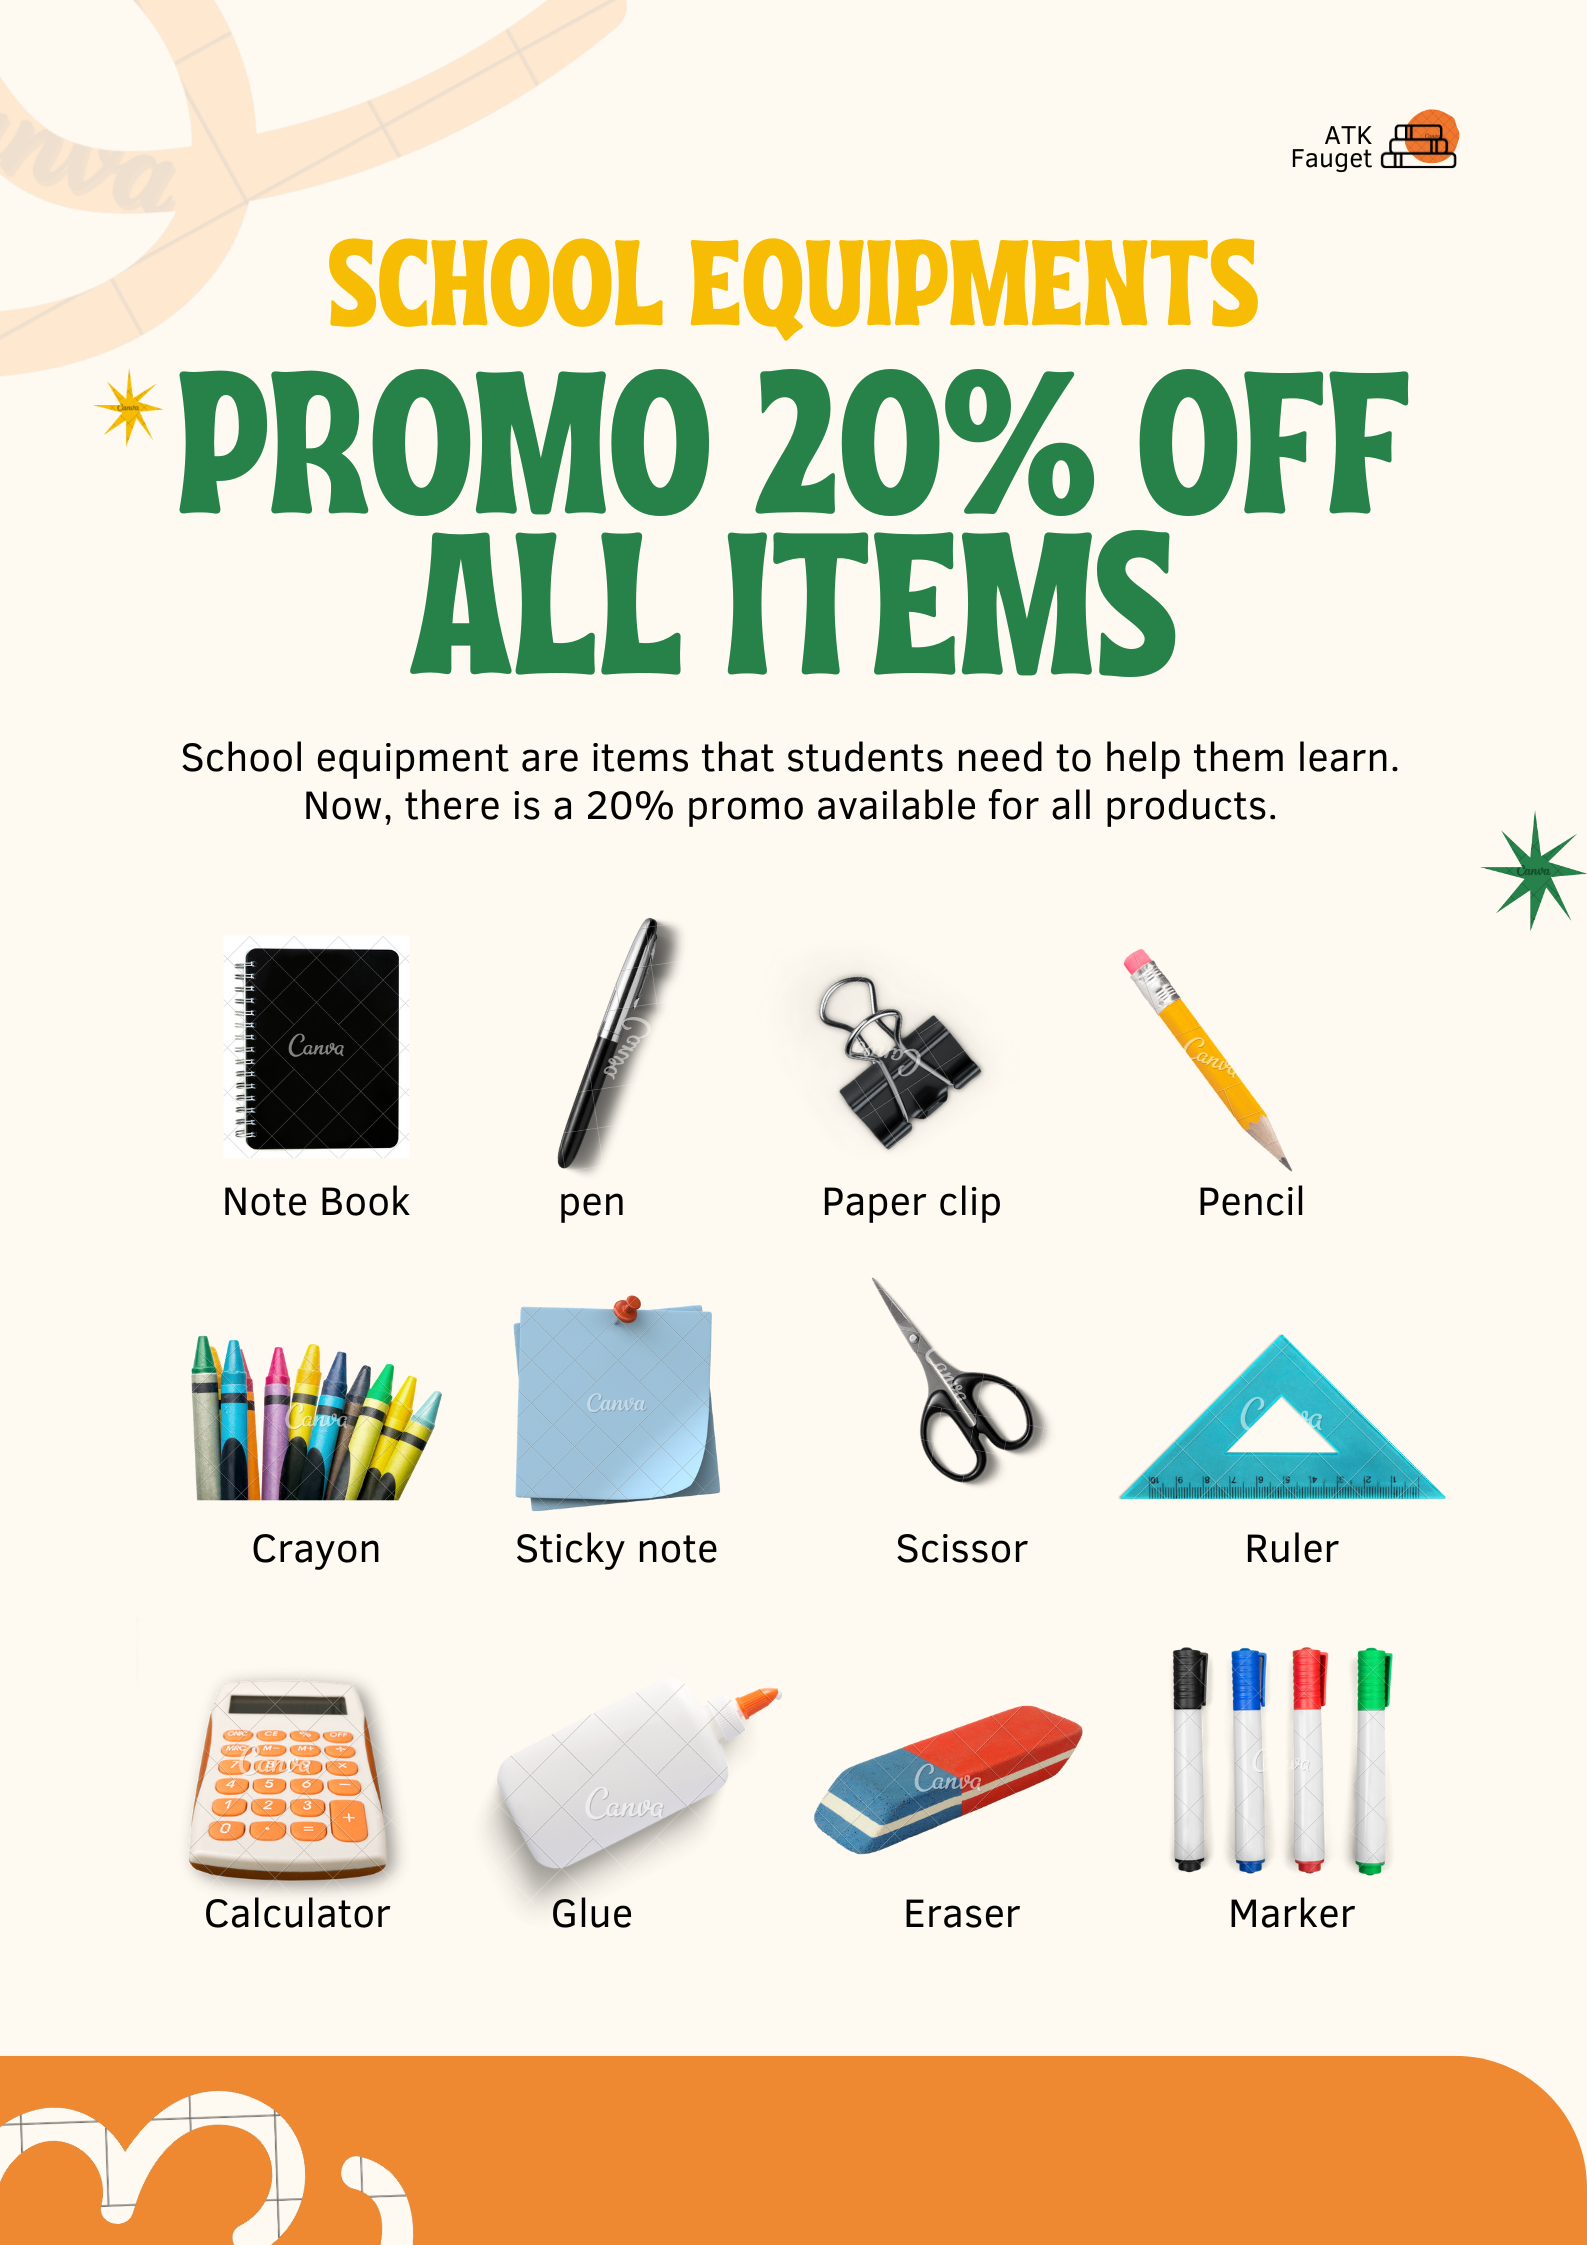 ATK
Fauget
SCHOOL EQUIPMENTS
PROMO 20% OFF
ALL ITEMS
School equipment are items that students need to help them learn.
Now, there is a 20% promo available for all products.
Note Book
pen
Paper clip
Pencil
Crayon
Sticky note
Scissor
Ruler
Calculator
Glue
Eraser
Marker
Canva